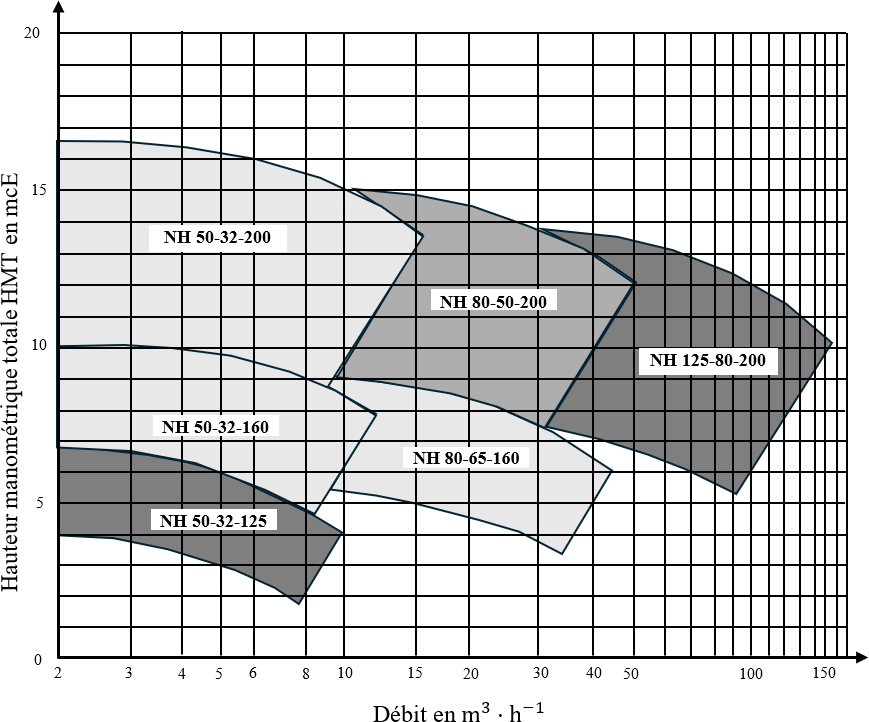 20
15
10
5
0
Hauteur manométrique totale HMT en mcE
NH 50-32-200
NH 80-50-200
NH 125-80-200
NH 50-32-160
NH 80-65-160
NH 50-32-125
2 3 4 5 6 8 10 15 20 30 40 50 100 150
Débit en m³ · h⁻¹